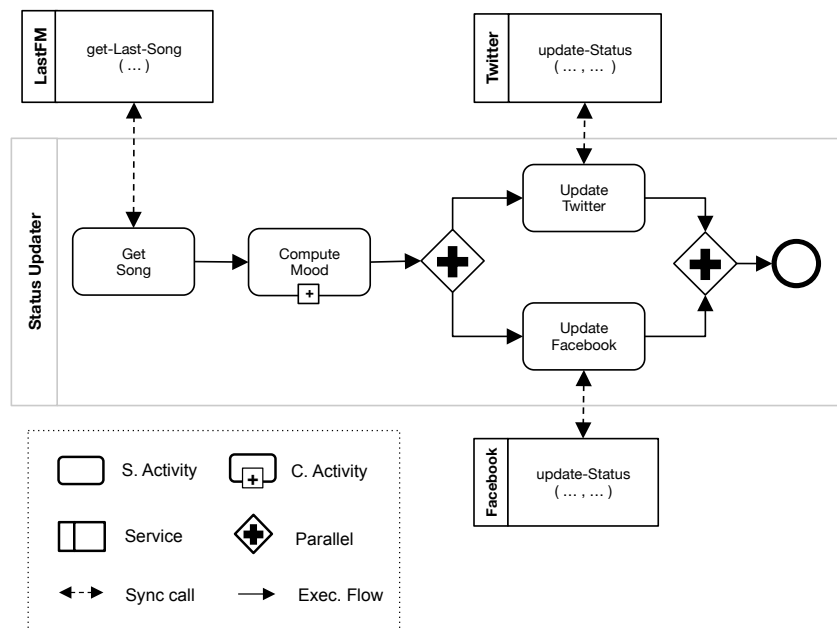 LastFM
get-Last-Song
( ... )
Twitter
update-Status
( ... , ... )
Status Updater
Get
Song
Compute
Mood
Update
Twitter
Update
Facebook
Facebook
update-Status
( ... , ... )
S. Activity
C. Activity
Service
Parallel
Sync call
Exec. Flow